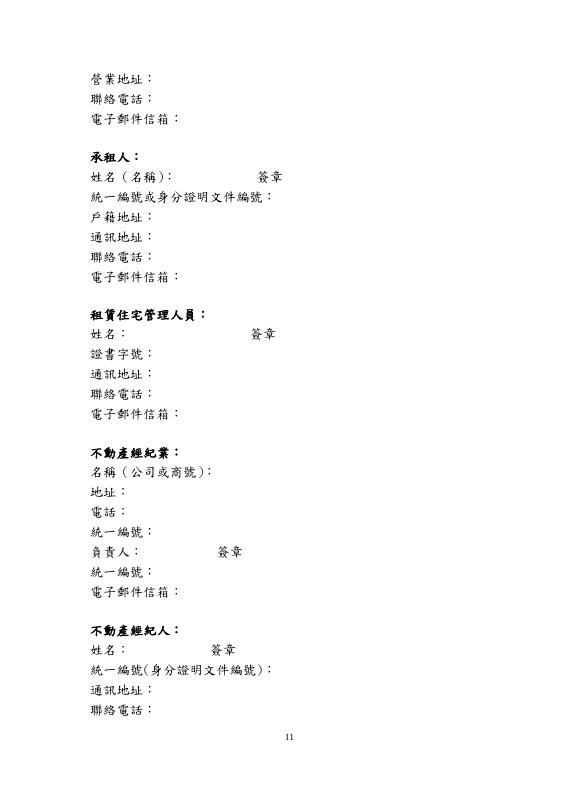 營業地址：
聯絡電話：
電子郵件信箱：
承租人：
姓名（名稱）：　　　　　　　簽章
統一編號或身分證明文件編號：
戶籍地址：
通訊地址：
聯絡電話：
電子郵件信箱：
租賃住宅管理人員：
姓名：　　　　　　　　　　簽章
證書字號：
通訊地址：
聯絡電話：
電子郵件信箱：
不動產經紀業：
名稱（公司或商號）：
地址：
電話：
統一編號：
負責人：　　　　　　簽章
統一編號：
電子郵件信箱：
不動產經紀人：
姓名：　　　　　　　簽章
統一編號(身分證明文件編號)：
通訊地址：
聯絡電話：
11